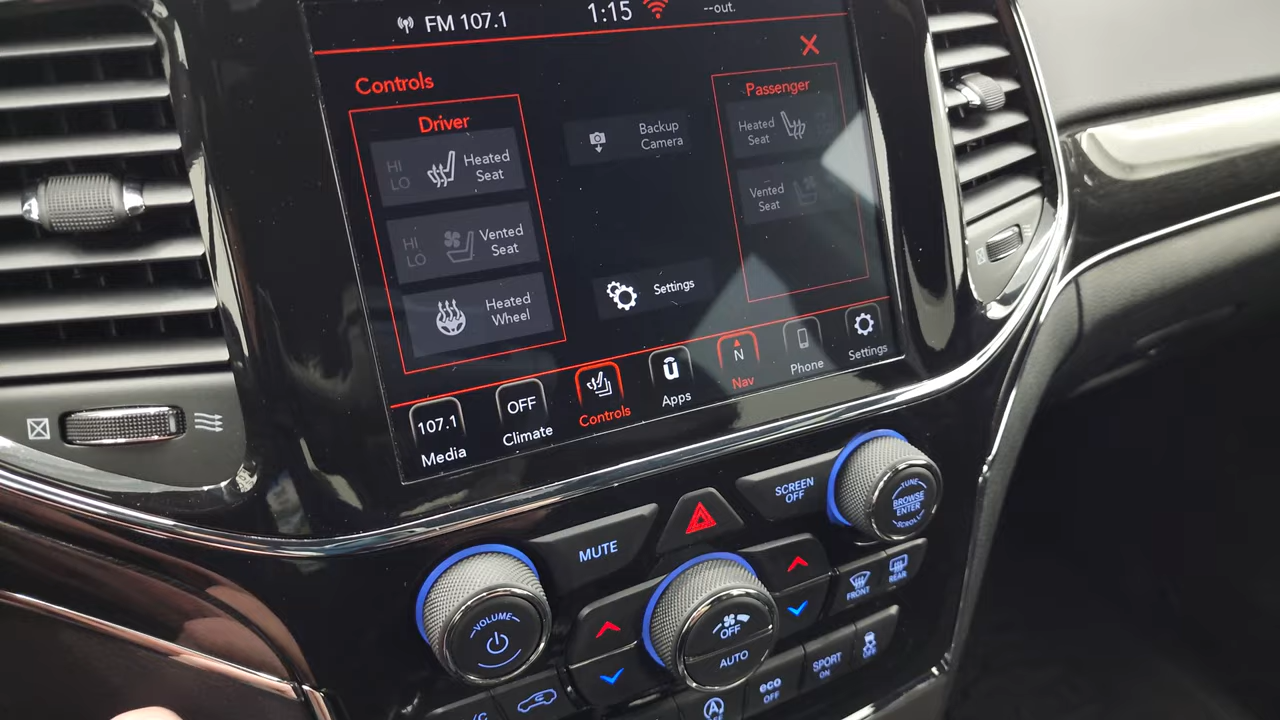 FM 107.1
1:15
--out.
Controls
Driver
HI
LO
Heated
Seat
HI
LO
Vented
Seat
Heated
Wheel
Backup
Camera
Settings
Passenger
Heated
Seat
Vented
Seat
107.1
Media
OFF
Climate
Controls
Apps
N
Nav
Phone
Settings
MUTE
SCREEN
OFF
TUNE
BROWSE
ENTER
SCROLL
VOLUME
OFF
AUTO
FRONT
REAR
A
eco
OFF
SPORT
ON
OFF